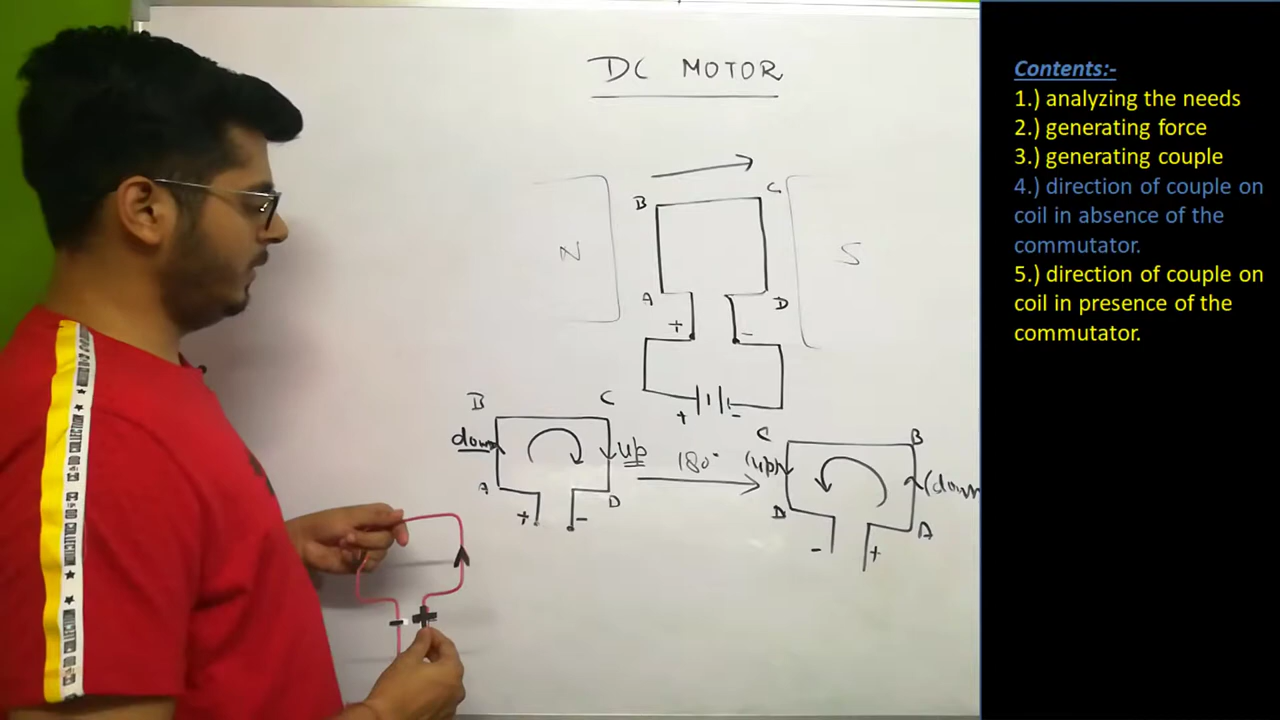 DC MOTOR
B
C
N
S
A
D
+
-
+
-
B
C
down
up
A
D
+
-
180°
C
B
(up)
(down
D
A
-
+
-
+
Contents:-
1.) analyzing the needs
2.) generating force
3.) generating couple
4.) direction of couple on
coil in absence of the
commutator.
5.) direction of couple on
coil in presence of the
commutator.